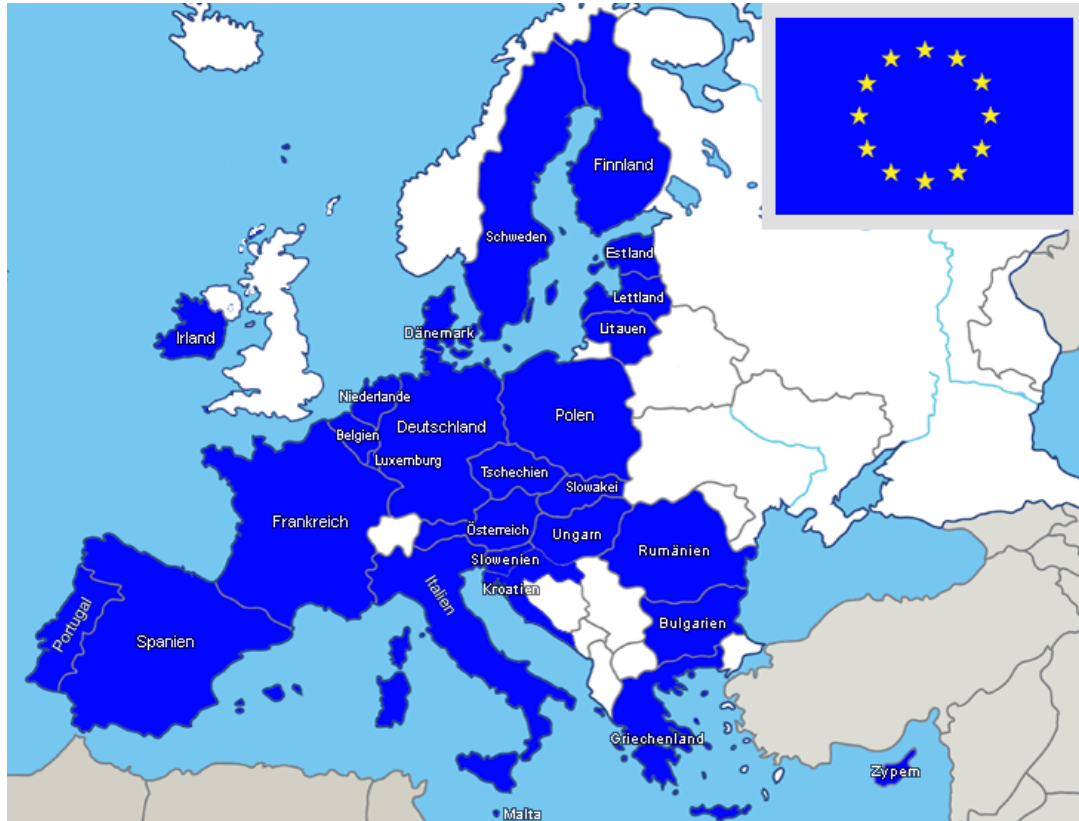 Finnland
Schweden
Estland
Lettland
Litauen
Dänemark
Irland
Niederlande
Polen
Deutschland
Belgien
Luxemburg
Tschechien
Slowakei
Frankreich
Österreich
Ungarn
Rumänien
Slowenien
Kroatien
Italien
Portugal
Bulgarien
Spanien
Griechenland
Zypern
Malta